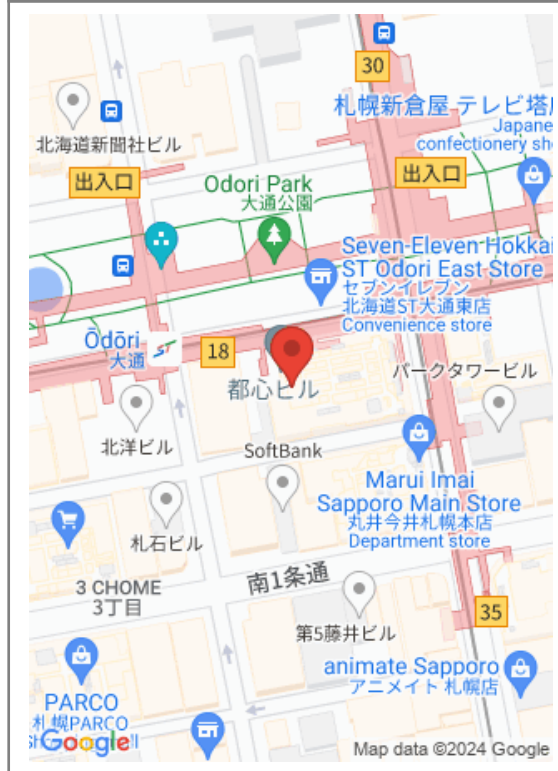 30
札幌新倉屋 テレビ塔
Japane
confectionery sho
北海道新聞社ビル
出入口
出入口
Odori Park
大通公園
Seven-Eleven Hokkai
ST Odori East Store
セブンイレブン
北海道ST大通東店
Convenience store
Ōdōri
大通
ST
18
都心ビル
パークタワービル
北洋ビル
SoftBank
Marui Imai
Sapporo Main Store
丸井今井札幌本店
Department store
札石ビル
南1条通
3 CHOME
3丁目
第5藤井ビル
35
animate Sapporo
アニメイト 札幌店
PARCO
札幌PARCO
Google
Map data ©2024 Google